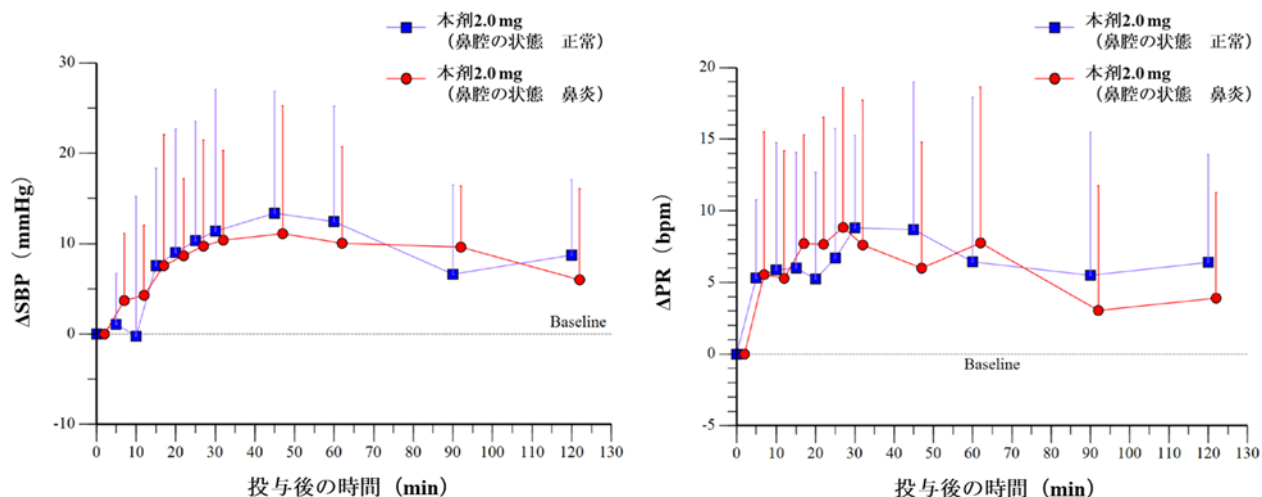 本剤2.0 mg
（鼻腔の状態　正常）
本剤2.0 mg
（鼻腔の状態　鼻炎）
ΔSBP（mmHg）
30
20
10
0
-10
Baseline
0 10 20 30 40 50 60 70 80 90 100 110 120 130
投与後の時間（min）
本剤2.0 mg
（鼻腔の状態　正常）
本剤2.0 mg
（鼻腔の状態　鼻炎）
ΔPR（bpm）
20
15
10
5
0
-5
Baseline
0 10 20 30 40 50 60 70 80 90 100 110 120 130
投与後の時間（min）